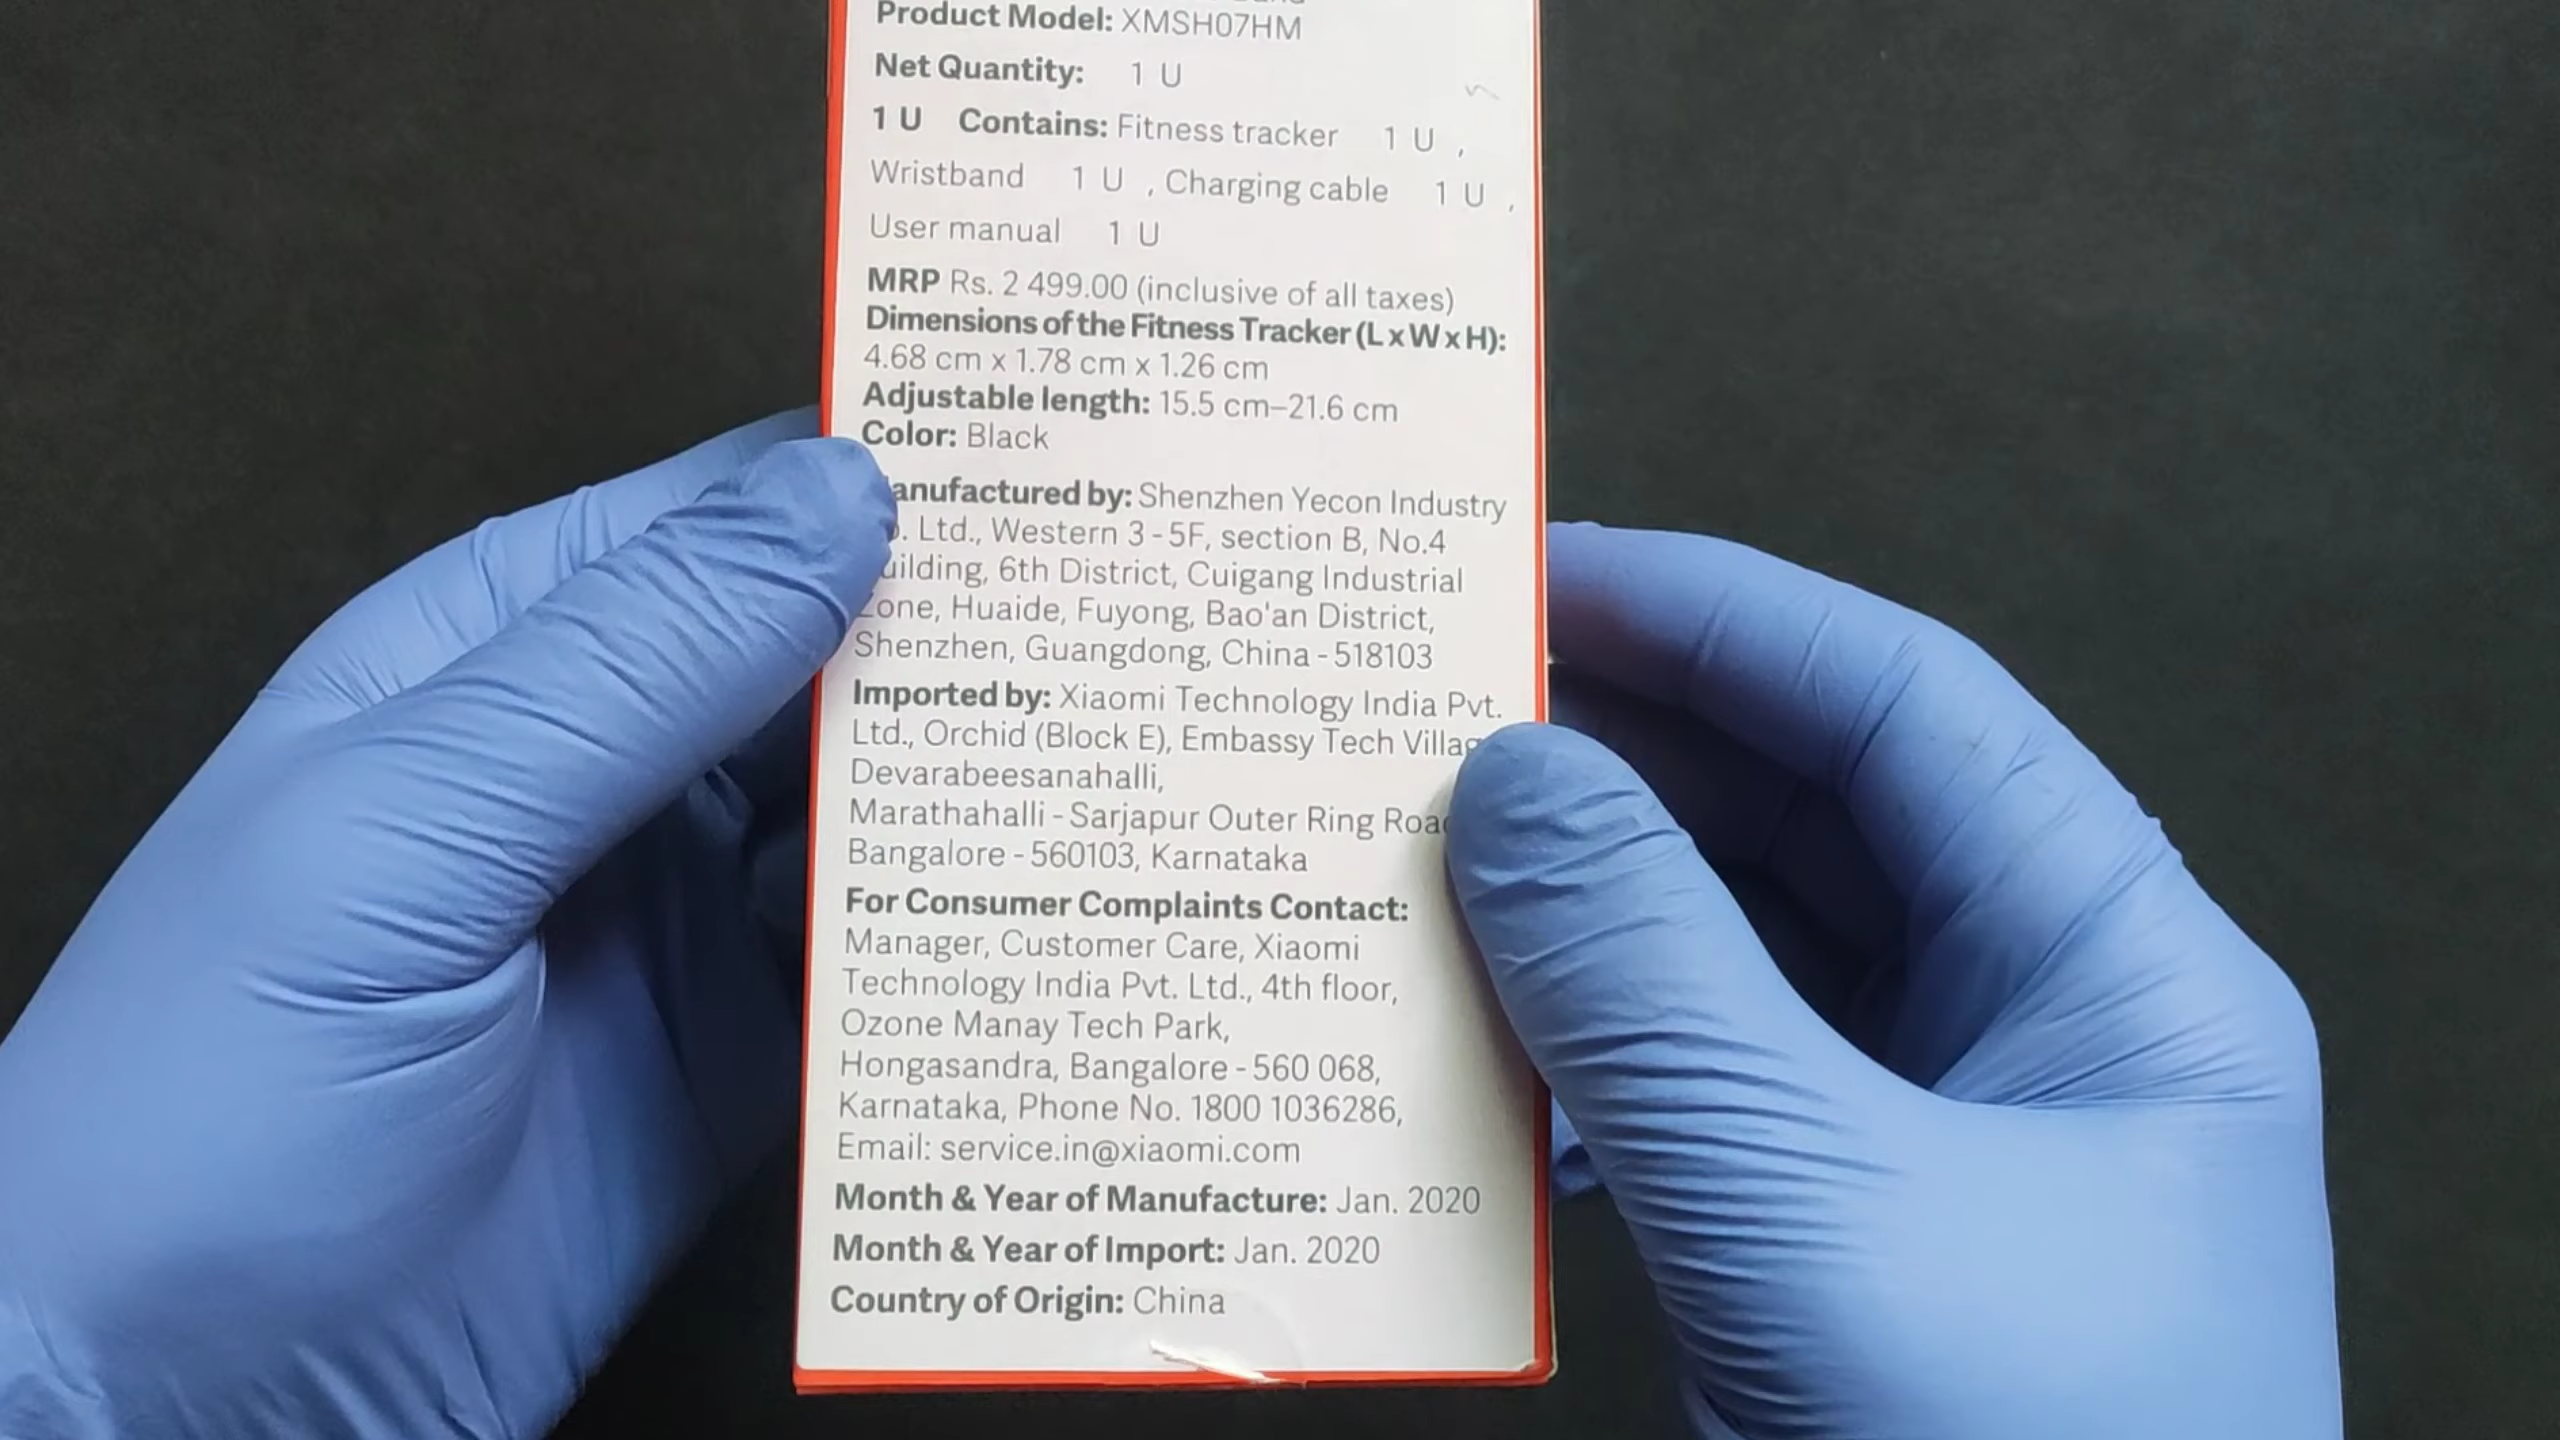 Product Model: XMSH07HM
Net Quantity: 1 U
1 U Contains: Fitness tracker 1 U ,
Wristband 1 U , Charging cable 1 U ,
User manual 1 U
MRP Rs. 2 499.00 (inclusive of all taxes)
Dimensions of the Fitness Tracker (L x W x H):
4.68 cm x 1.78 cm x 1.26 cm
Adjustable length: 15.5 cm–21.6 cm
Color: Black
anufactured by: Shenzhen Yecon Industry
. Ltd., Western 3 - 5F, section B, No.4
uilding, 6th District, Cuigang Industrial
Zone, Huaide, Fuyong, Bao'an District,
Shenzhen, Guangdong, China - 518103
Imported by: Xiaomi Technology India Pvt.
Ltd., Orchid (Block E), Embassy Tech Villag
Devarabeesanahalli,
Marathahalli - Sarjapur Outer Ring Roa
Bangalore - 560103, Karnataka
For Consumer Complaints Contact:
Manager, Customer Care, Xiaomi
Technology India Pvt. Ltd., 4th floor,
Ozone Manay Tech Park,
Hongasandra, Bangalore - 560 068,
Karnataka, Phone No. 1800 1036286,
Email: service.in@xiaomi.com
Month & Year of Manufacture: Jan. 2020
Month & Year of Import: Jan. 2020
Country of Origin: China